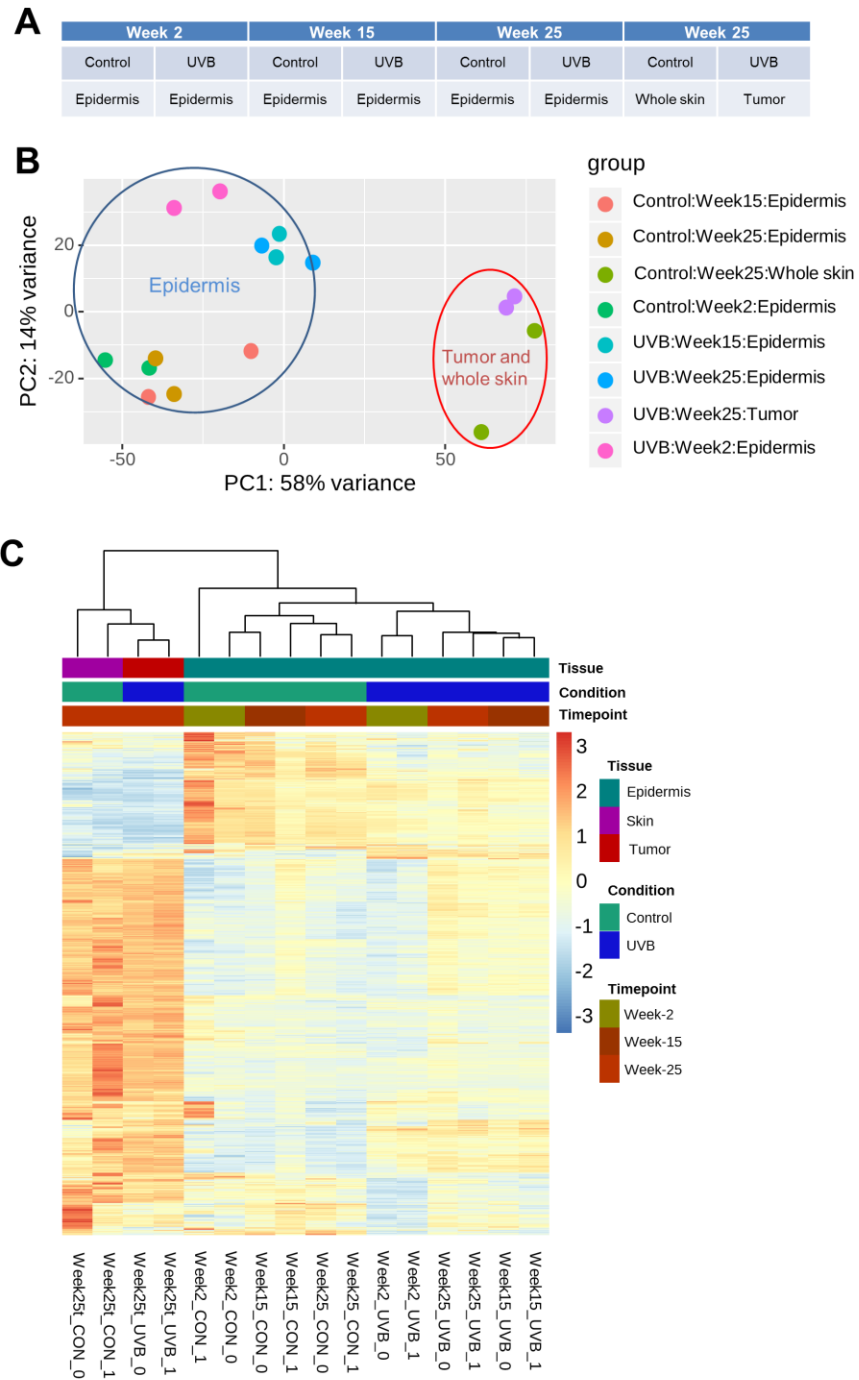 A
Week 2 Week 15 Week 25 Week 25
Control UVB Control UVB Control UVB Control UVB
Epidermis Epidermis Epidermis Epidermis Epidermis Epidermis Whole skin Tumor
B
group
Control:Week15:Epidermis
Control:Week25:Epidermis
Control:Week25:Whole skin
Control:Week2:Epidermis
UVB:Week15:Epidermis
UVB:Week25:Epidermis
UVB:Week25:Tumor
UVB:Week2:Epidermis
PC2: 14% variance
20
0
-20
Epidermis
Tumor and
whole skin
-50 0 50
PC1: 58% variance
C
Tissue
Condition
Timepoint
3
2
1
0
-1
-2
-3
Tissue
Epidermis
Skin
Tumor
Condition
Control
UVB
Timepoint
Week-2
Week-15
Week-25
Week25t_CON_0
Week25t_CON_1
Week25t_UVB_0
Week25t_UVB_1
Week2_CON_1
Week2_CON_0
Week15_CON_0
Week15_CON_1
Week25_CON_0
Week25_CON_1
Week2_UVB_0
Week2_UVB_1
Week25_UVB_0
Week25_UVB_1
Week15_UVB_0
Week15_UVB_1